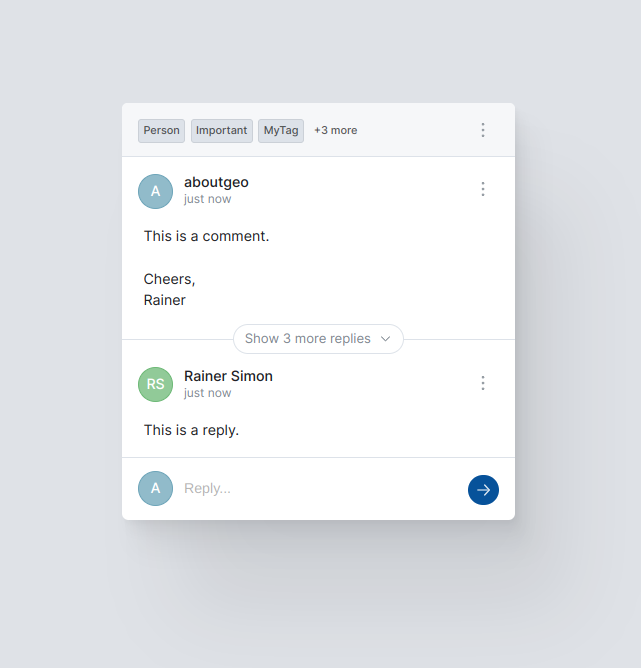 Person Important MyTag +3 more
A aboutgeo
just now
This is a comment.
Cheers,
Rainer
Show 3 more replies
RS Rainer Simon
just now
This is a reply.
A Reply...